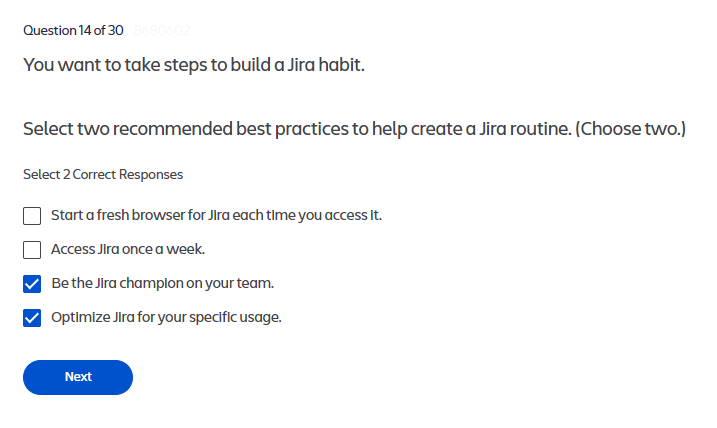 Question 14 of 30 B680602
You want to take steps to build a Jira habit.
Select two recommended best practices to help create a Jira routine. (Choose two.)
Select 2 Correct Responses
Start a fresh browser for Jira each time you access it.
Access Jira once a week.
Be the Jira champion on your team.
Optimize Jira for your specific usage.
Next